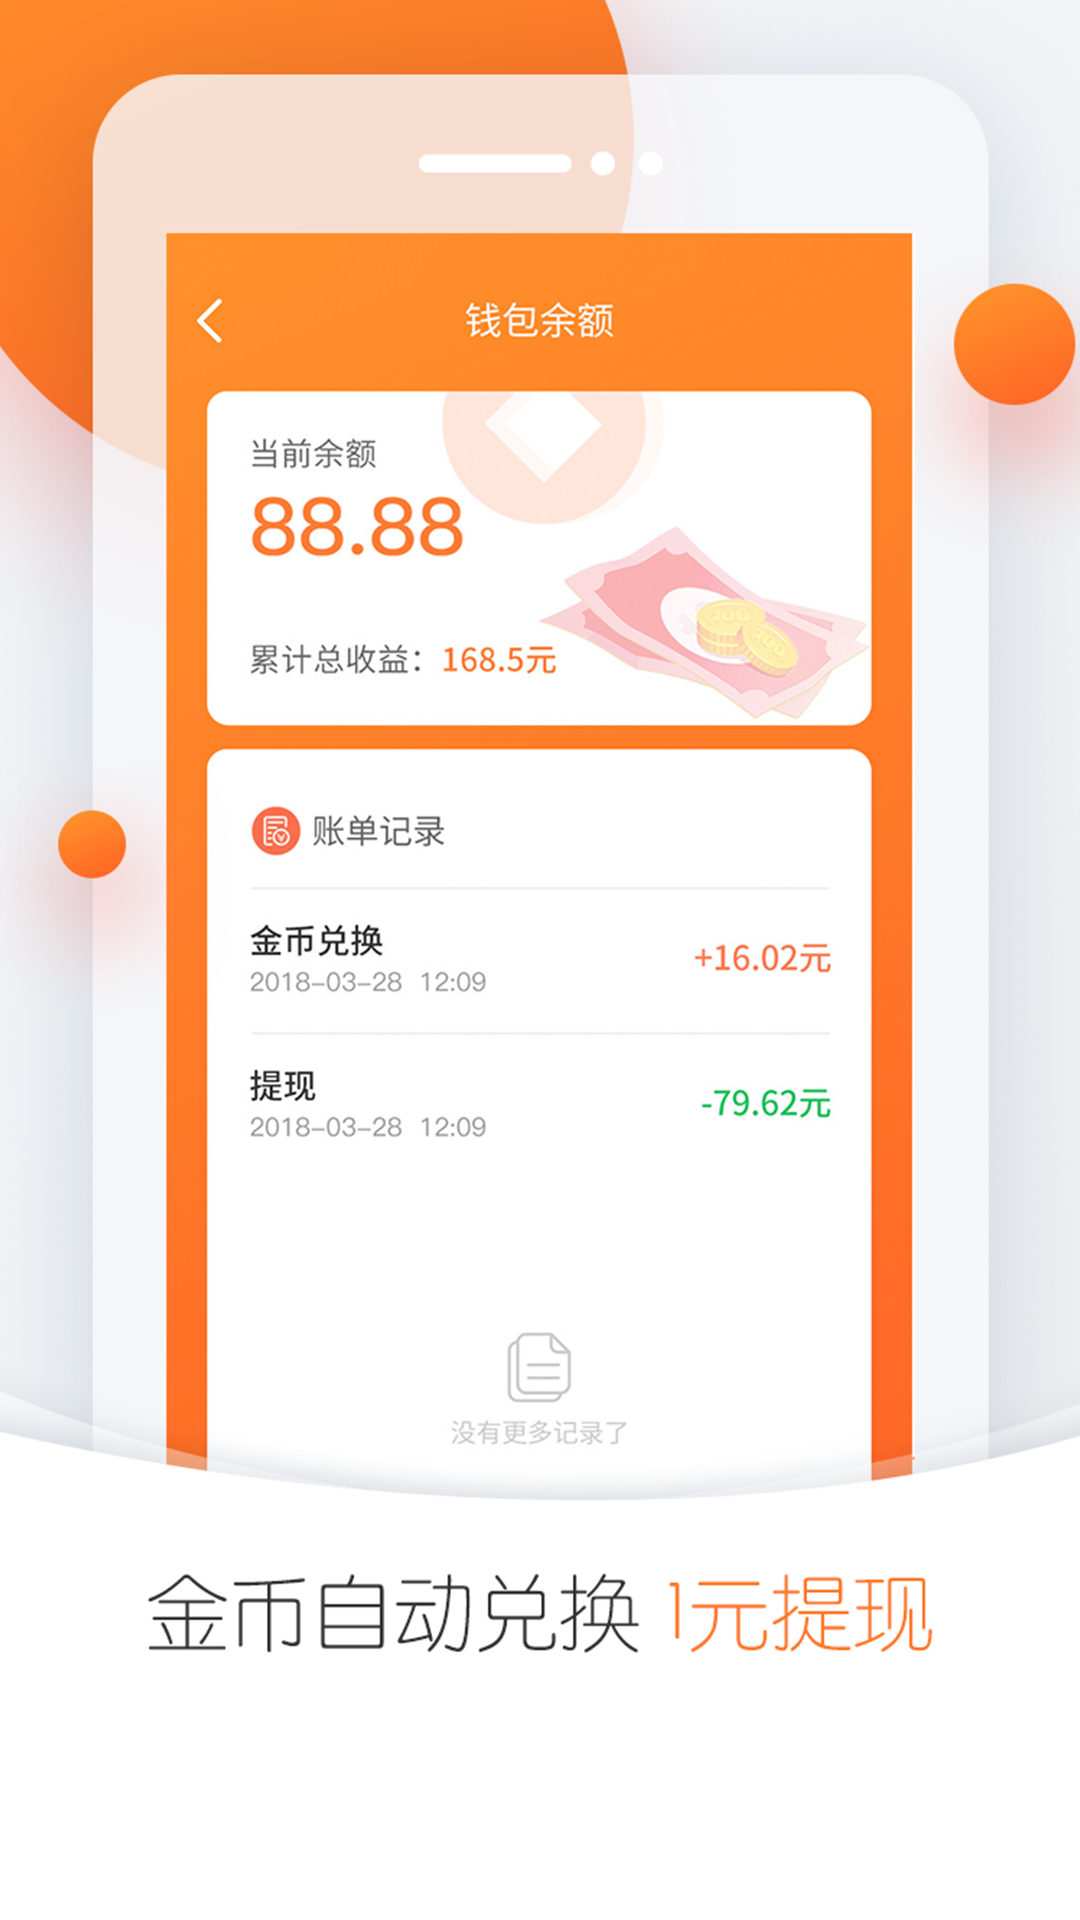 钱包余额
当前余额
88.88
累计总收益：168.5元
100
100
账单记录
金币兑换
+16.02元
2018-03-28 12:09
提现
-79.62元
2018-03-28 12:09
没有更多记录了
金币自动兑换 1元提现